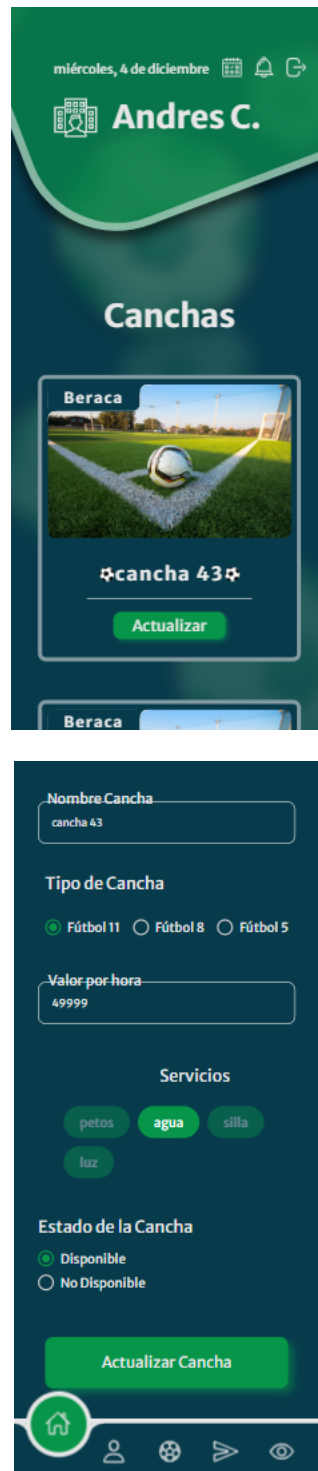 miércoles, 4 de diciembre
Andres C.
Canchas
Beraca
cancha 43
Actualizar
Beraca
Nombre Cancha
cancha 43
Tipo de Cancha
Fútbol 11 Fútbol 8 Fútbol 5
Valor por hora
49999
Servicios
petos agua silla
luz
Estado de la Cancha
Disponible
No Disponible
Actualizar Cancha